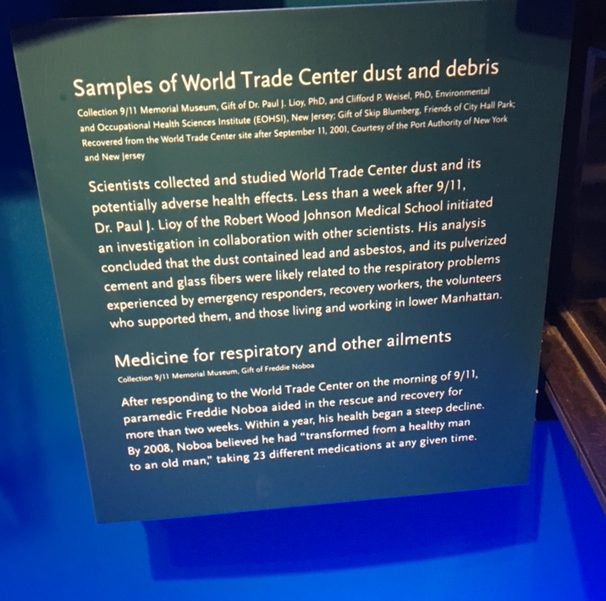 Samples of World Trade Center dust and debris
Collection 9/11 Memorial Museum, Gift of Dr. Paul J. Lioy, PhD, and Clifford P. Weisel, PhD, Environmental
and Occupational Health Sciences Institute (EOHSI), New Jersey; Gift of Skip Blumberg, Friends of City Hall Park;
Recovered from the World Trade Center site after September 11, 2001, Courtesy of the Port Authority of New York
and New Jersey
Scientists collected and studied World Trade Center dust and its
potentially adverse health effects. Less than a week after 9/11,
Dr. Paul J. Lioy of the Robert Wood Johnson Medical School initiated
an investigation in collaboration with other scientists. His analysis
concluded that the dust contained lead and asbestos, and its pulverized
cement and glass fibers were likely related to the respiratory problems
experienced by emergency responders, recovery workers, the volunteers
who supported them, and those living and working in lower Manhattan.
Medicine for respiratory and other ailments
Collection 9/11 Memorial Museum, Gift of Freddie Noboa
After responding to the World Trade Center on the morning of 9/11,
paramedic Freddie Noboa aided in the rescue and recovery for
more than two weeks. Within a year, his health began a steep decline.
By 2008, Noboa believed he had "transformed from a healthy man
to an old man," taking 23 different medications at any given time.